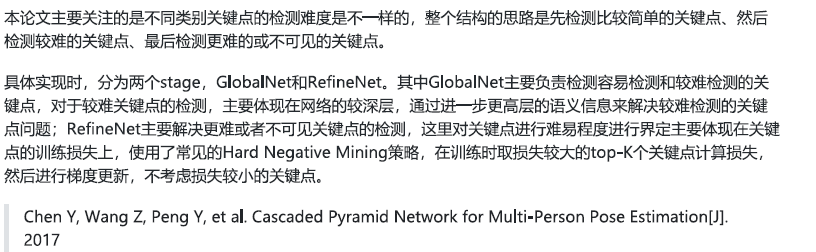 本论文主要关注的是不同类别关键点的检测难度是不一样的，整个结构的思路是先检测比较简单的关键点、然后
检测较难的关键点、最后检测更难的或不可见的关键点。
具体实现时，分为两个stage，GlobalNet和RefineNet。其中GlobalNet主要负责检测容易检测和较难检测的关
键点，对于较难关键点的检测，主要体现在网络的较深层，通过进一步更高层的语义信息来解决较难检测的关键
点问题；RefineNet主要解决更难或者不可见关键点的检测，这里对关键点进行难易程度进行界定主要体现在关键
点的训练损失上，使用了常见的Hard Negative Mining策略，在训练时取损失较大的top-K个关键点计算损失，
然后进行梯度更新，不考虑损失较小的关键点。
Chen Y, Wang Z, Peng Y, et al. Cascaded Pyramid Network for Multi-Person Pose Estimation[J].
2017